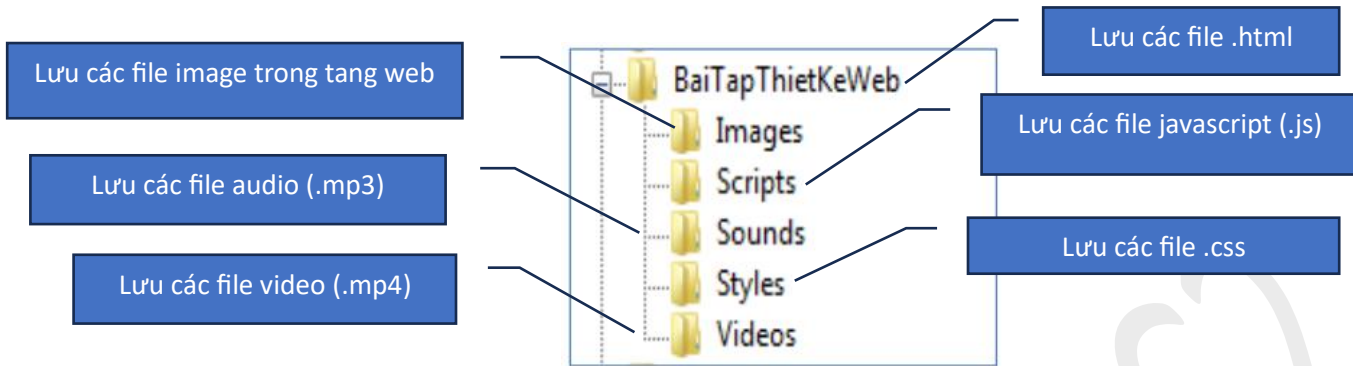 Lưu các file image trong tang web
Lưu các file audio (.mp3)
Lưu các file video (.mp4)
BaiTapThietKeWeb
Images
Scripts
Sounds
Styles
Videos
Lưu các file .html
Lưu các file javascript (.js)
Lưu các file .css